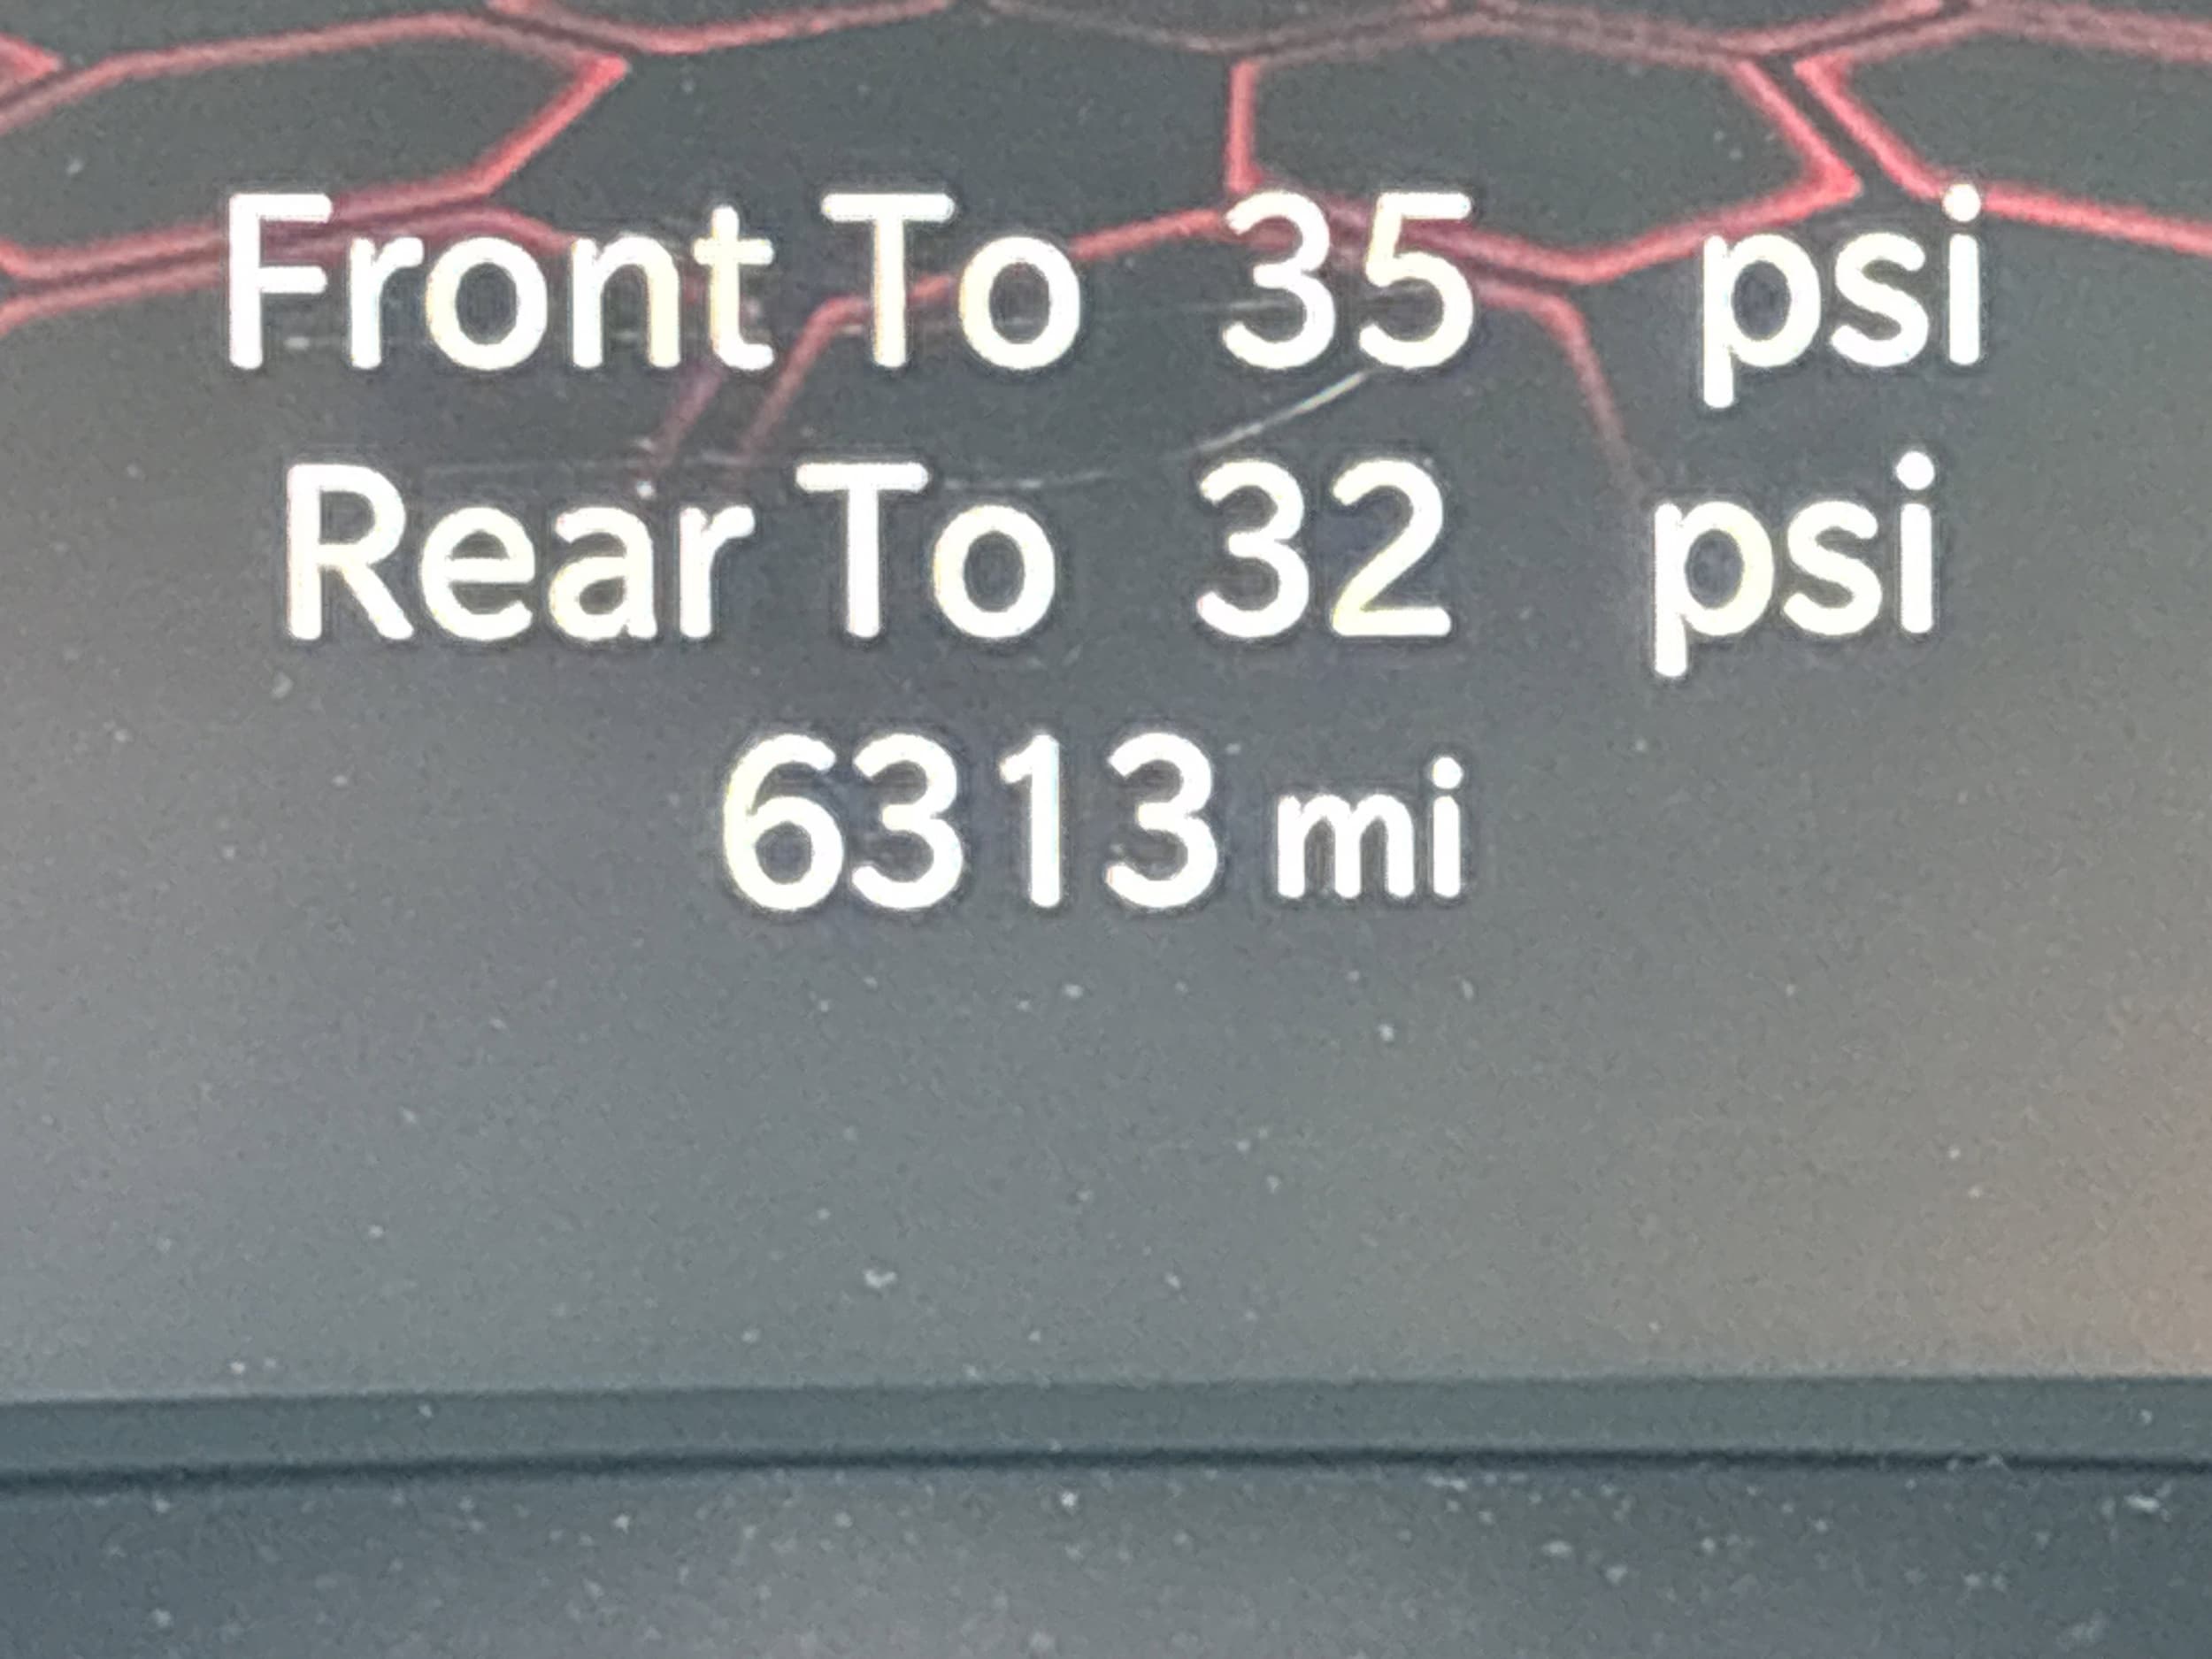 Front To 35 psi
Rear To 32 psi
6313 mi